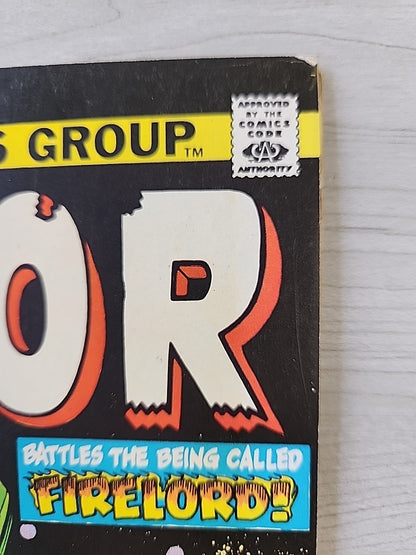 S GROUP™
APPROVED
BY THE
COMICS
CODE
CA
AUTHORITY
OR
BATTLES THE BEING CALLED
FIRELORD!